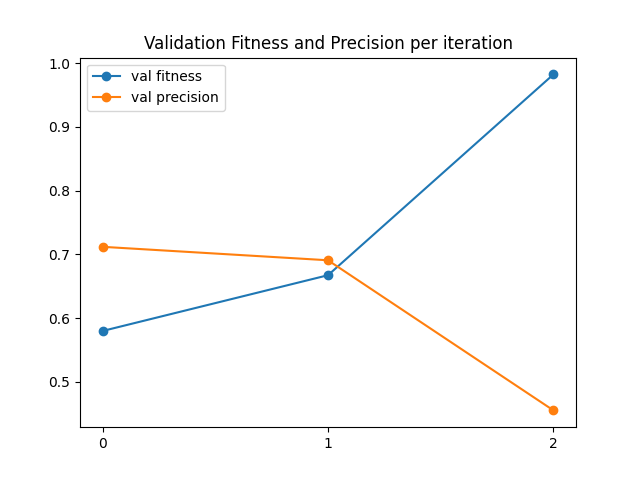 Validation Fitness and Precision per iteration
val fitness
val precision
1.0
0.9
0.8
0.7
0.6
0.5
0 1 2